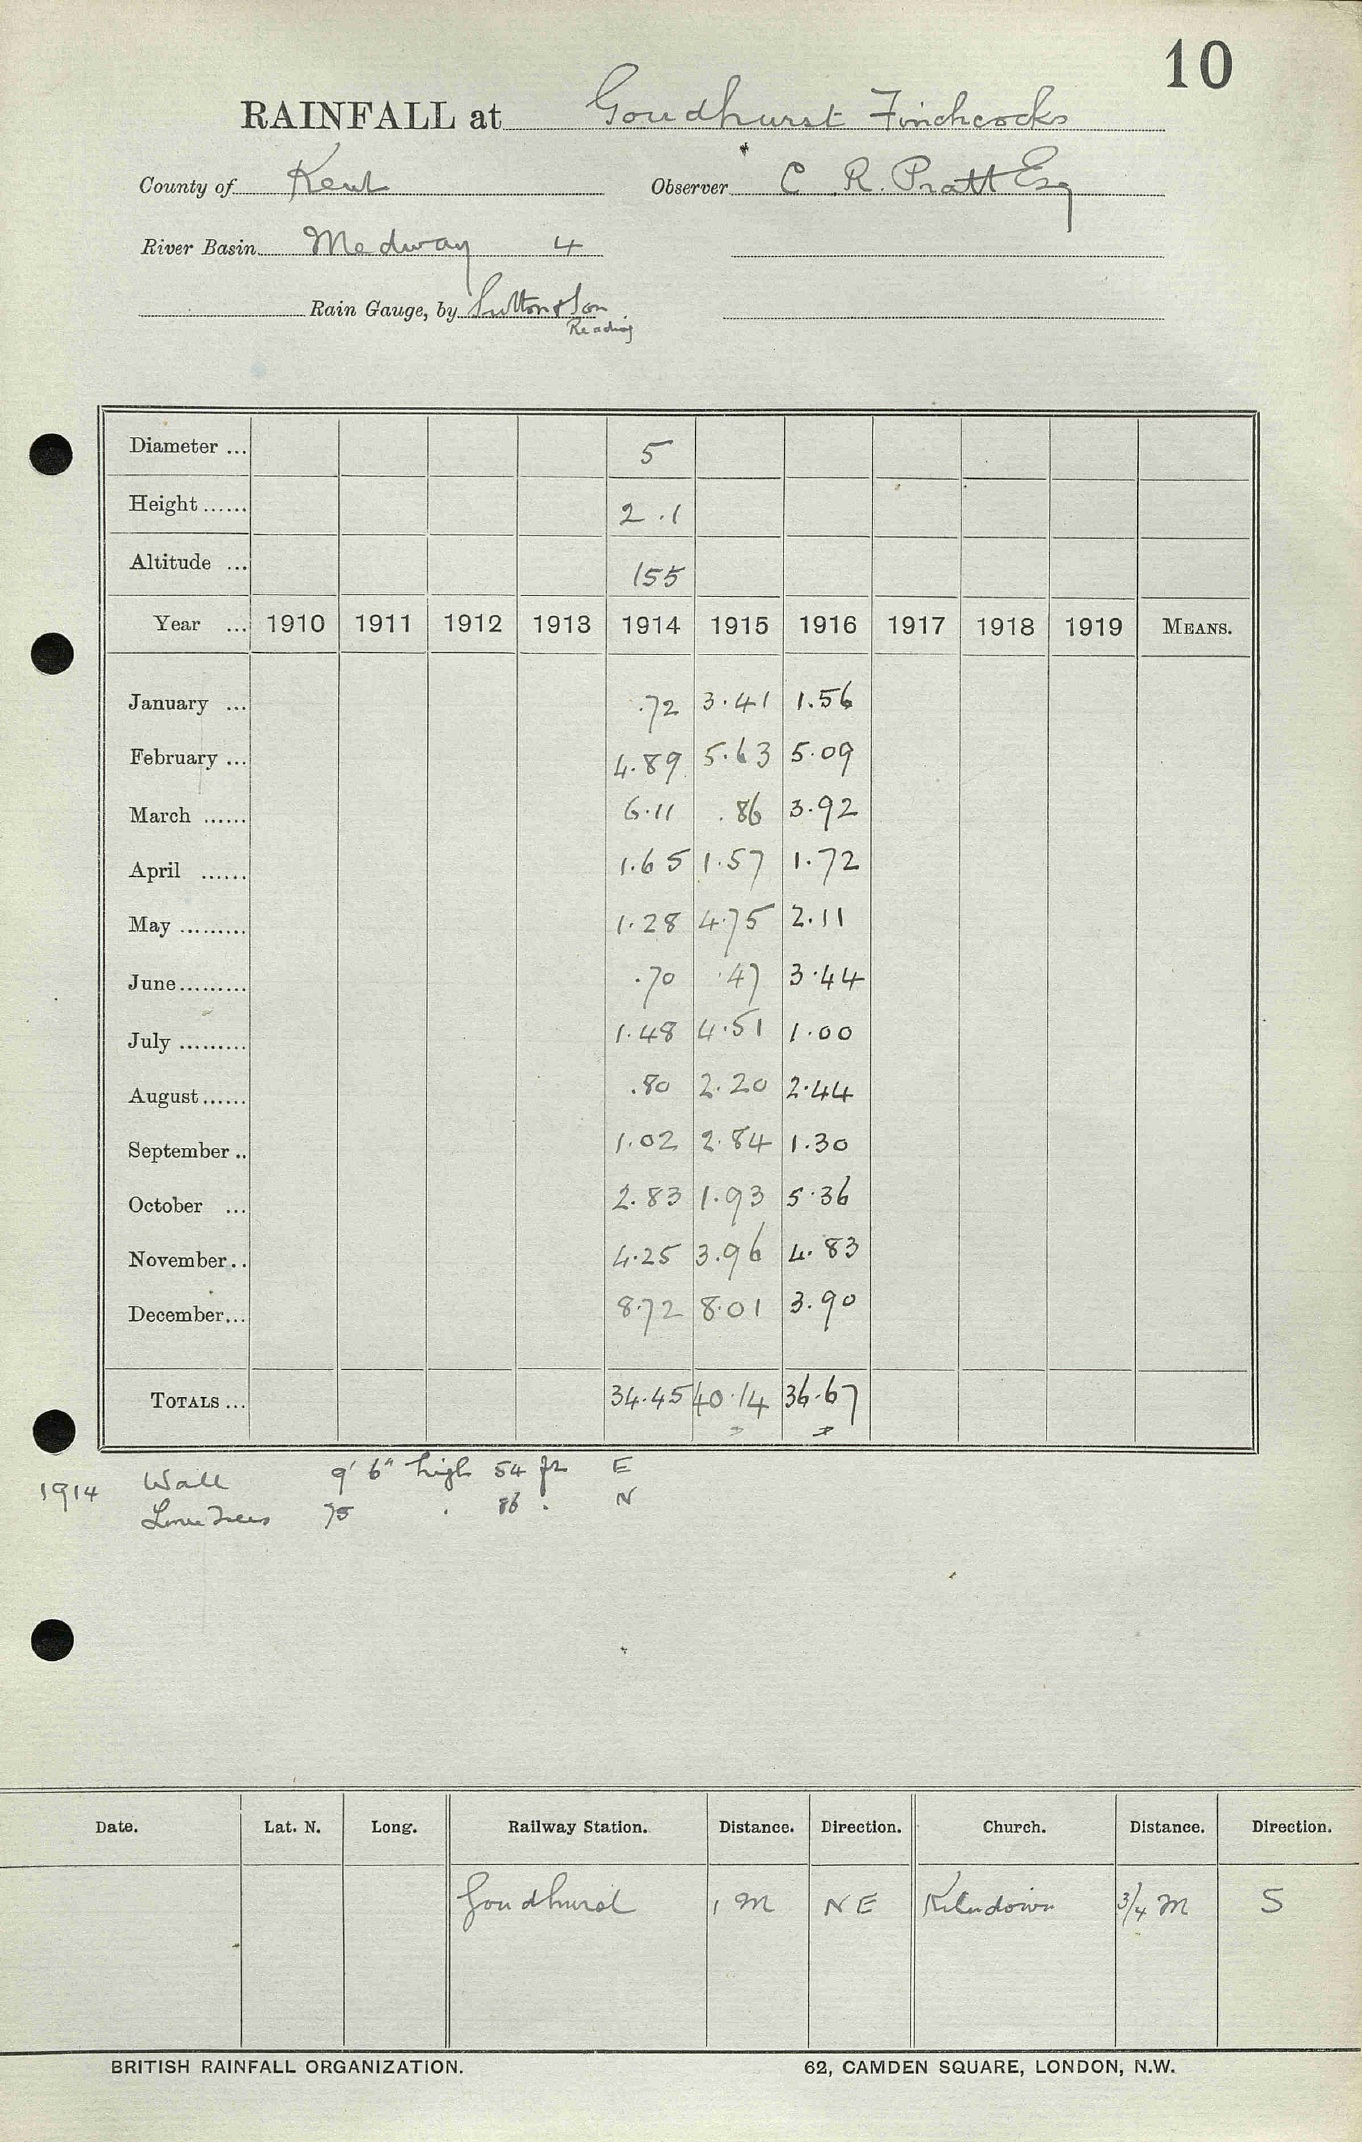 10
RAINFALL at Goudhurst Finchcocks
County of Kent Observer C R. Pratt Esq
River Basin Medway 4
Rain Gauge, by Sutton & Son
Reading
Diameter ... 5
Height ...... 2.1
Altitude ... 155
Year ... 1910 1911 1912 1913 1914 1915 1916 1917 1918 1919 MEANS.
January ... .72 3.41 1.56
February ... 4.89 5.63 5.09
March ...... 6.11 .86 3.92
April ...... 1.65 1.57 1.72
May ......... 1.28 4.75 2.11
June......... .70 .47 3.44
July ......... 1.48 4.51 1.00
August...... .80 2.20 2.44
September .. 1.02 2.84 1.30
October ... 2.83 1.93 5.36
November.. 4.25 3.96 4.83
December... 8.72 8.01 3.90
TOTALS ... 34.45 40.14 36.67
1914 Wall 9' 6" high 54 ft E
Lime Trees 75 . 86 . N
Date. Lat. N. Long. Railway Station. Distance. Direction. Church. Distance. Direction.
Goudhurst 1 M NE Kilndown 3/4 M S
BRITISH RAINFALL ORGANIZATION. 62, CAMDEN SQUARE, LONDON, N.W.